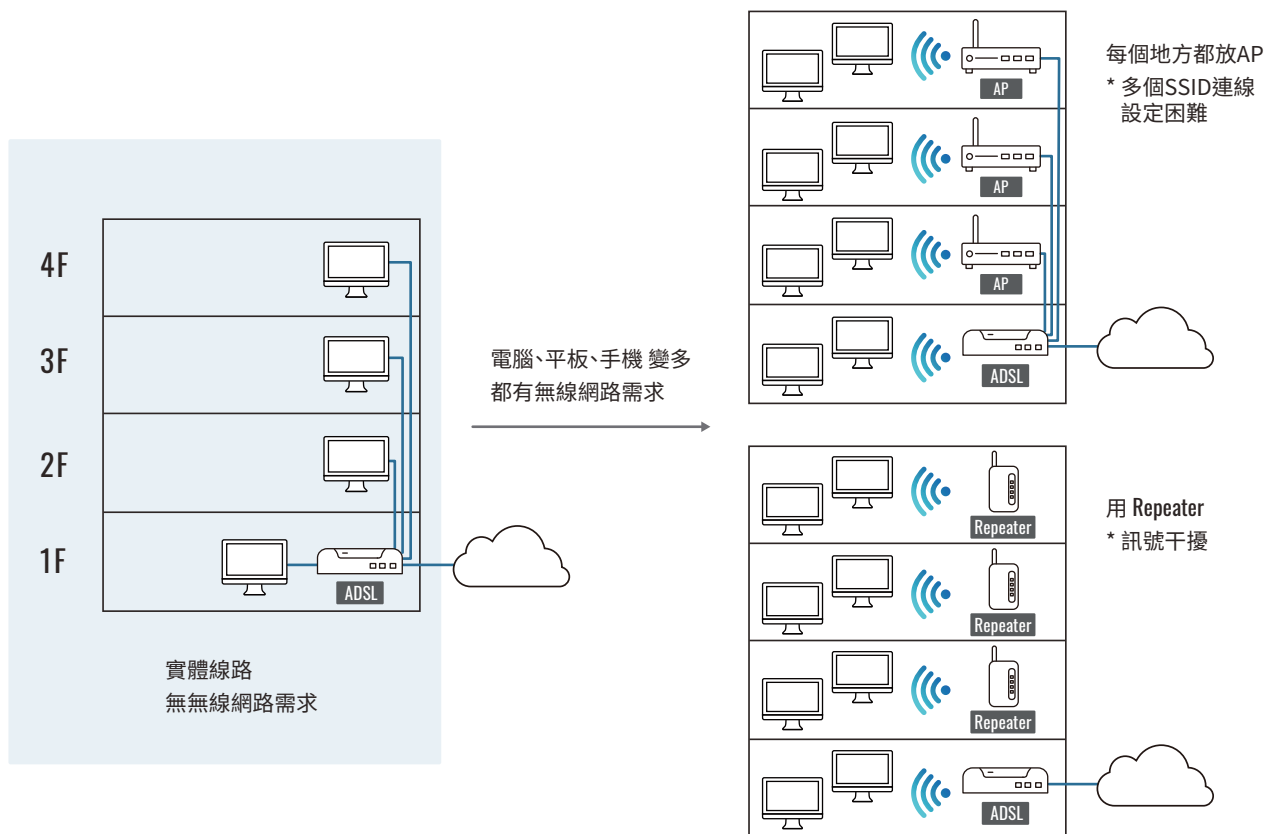 4F
3F
2F
1F
ADSL
實體線路
無無線網路需求
電腦、平板、手機 變多
都有無線網路需求
AP
AP
AP
ADSL
每個地方都放AP
* 多個SSID連線
設定困難
Repeater
Repeater
Repeater
ADSL
用 Repeater
* 訊號干擾